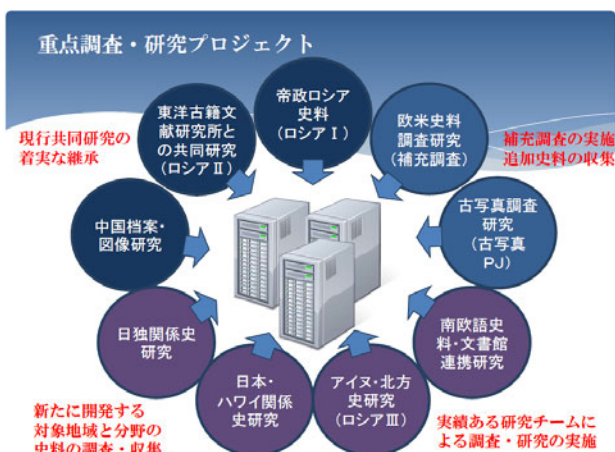 重点調査・研究プロジェクト
現行共同研究の
着実な継承
東洋古籍文
献研究所と
の共同研究
(ロシアⅡ)
帝政ロシア
史料
(ロシアⅠ)
欧米史料
調査研究
(補充調査)
補充調査の実施
追加史料の収集
中国档案・
図像研究
古写真調査
研究
(古写真
PJ)
日独関係史
研究
日本・
ハワイ関係
史研究
アイヌ・北方
史研究
(ロシアⅢ)
南欧語史
料・文書館
連携研究
新たに開発する
対象地域と分野の
史料の調査・収集
実績ある研究チームに
よる調査・研究の実施